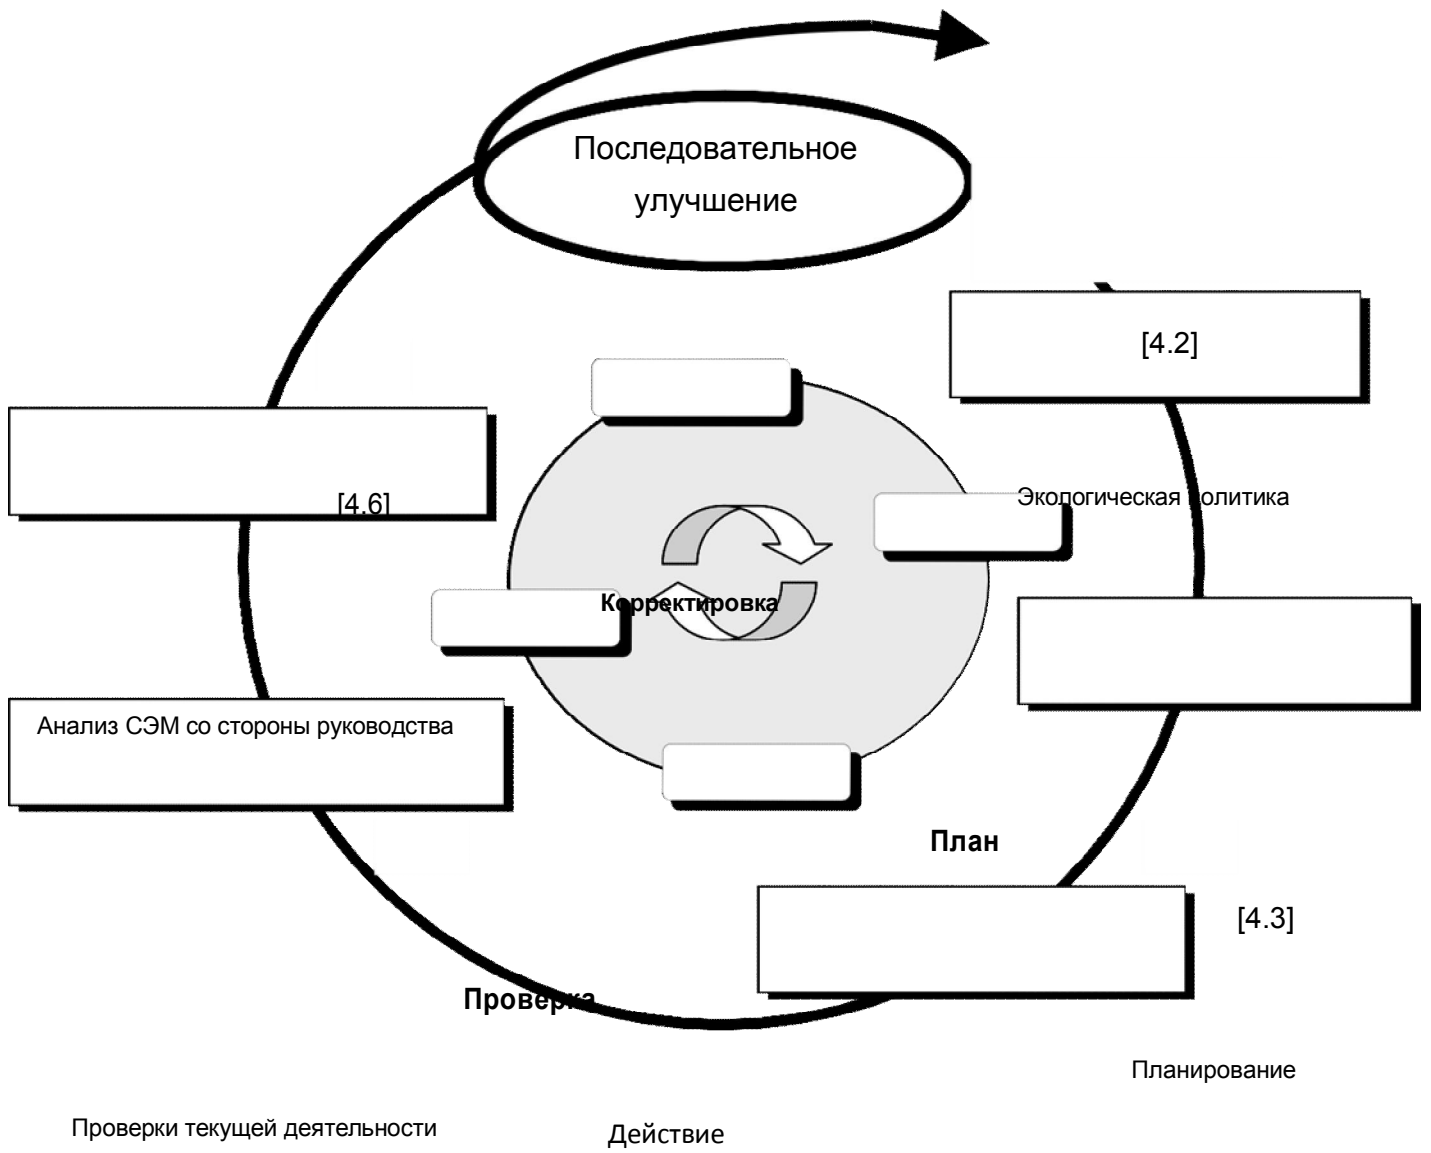 Последовательное
улучшение
[4.2]
[4.6]
Экологическая политика
Корректировка
Анализ СЭМ со стороны руководства
План
[4.3]
Проверка
Планирование
Проверки текущей деятельности
Действие